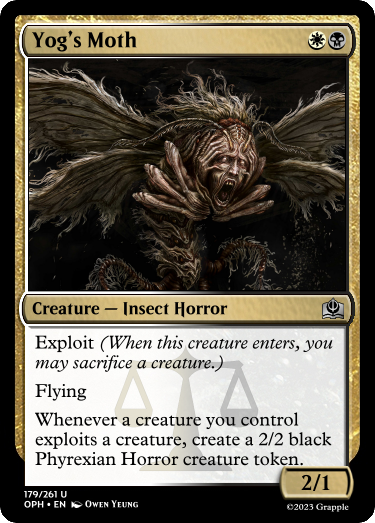 Yog's Moth
Creature — Insect Horror
Exploit (When this creature enters, you
may sacrifice a creature.)
Flying
Whenever a creature you control
exploits a creature, create a 2/2 black
Phyrexian Horror creature token.
2/1
179/261 U
OPH • EN Owen Yeung
©2023 Grapple